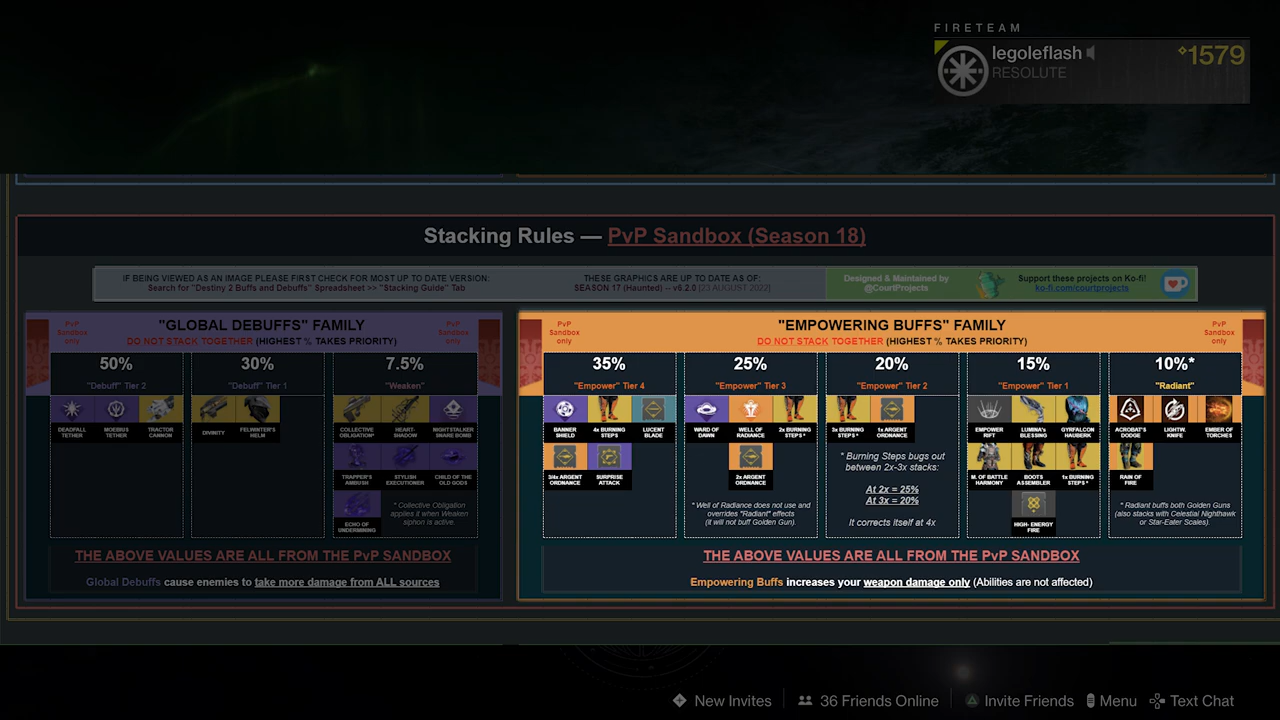 FIRETEAM
legoleflash
RESOLUTE
1579
Stacking Rules — PvP Sandbox (Season 18)
IF BEING VIEWED AS AN IMAGE PLEASE FIRST CHECK FOR MOST UP TO DATE VERSION:
Search for "Destiny 2 Buffs and Debuffs" Spreadsheet >> "Stacking Guide" Tab
THESE GRAPHICS ARE UP TO DATE AS OF:
SEASON 17 (Haunted) -- v6.2.0 [23 AUGUST 2022]
Designed & Maintained by
@CourtProjects
Support these projects on Ko-fi!
ko-fi.com/courtprojects
PvP
Sandbox
only
"GLOBAL DEBUFFS" FAMILY
DO NOT STACK TOGETHER (HIGHEST % TAKES PRIORITY)
PvP
Sandbox
only
50%
"Debuff" Tier 2
DEADFALL
TETHER
MOEBIUS
TETHER
TRACTOR
CANNON
30%
"Debuff" Tier 1
DIVINITY
FELWINTER'S
HELM
7.5%
"Weaken"
COLLECTIVE
OBLIGATION*
HEART-
SHADOW
NIGHTSTALKER
SNARE BOMB
TRAPPER'S
AMBUSH
STYLISH
EXECUTIONER
CHILD OF THE
OLD GODS
ECHO OF
UNDERMINING
* Collective
Obligation
applies it when
Weaken
siphon is active.
THE ABOVE VALUES ARE ALL FROM THE PvP SANDBOX
Global Debuffs cause enemies to take more damage from ALL sources
PvP
Sandbox
only
"EMPOWERING BUFFS" FAMILY
DO NOT STACK TOGETHER (HIGHEST % TAKES PRIORITY)
PvP
Sandbox
only
35%
"Empower" Tier 4
BANNER
SHIELD
4x BURNING
STEPS
LUCENT
BLADE
3/4x ARGENT
ORDNANCE
SURPRISE
ATTACK
25%
"Empower" Tier 3
WARD OF
DAWN
WELL OF
RADIANCE
2x BURNING
STEPS *
2x ARGENT
ORDNANCE
* Well of Radiance does not use and
overrides "Radiant" effects
(it will not buff Golden Gun).
20%
"Empower" Tier 2
3x BURNING
STEPS *
1x ARGENT
ORDNANCE
* Burning Steps bugs out
between 2x-3x stacks:
At 2x = 25%
At 3x = 20%
It corrects itself at 4x
15%
"Empower" Tier 1
EMPOWER
RIFT
LUMINA's
BLESSING
GYRFALCON
HAUBERK
M. OF BATTLE
HARMONY
BOOTS
ASSEMBLER
1x BURNING
STEPS *
HIGH- ENERGY
FIRE
10%*
"Radiant"
ACROBAT'S
DODGE
LIGHTW.
KNIFE
EMBER OF
TORCHES
RAIN OF
FIRE
* Radiant buffs both Golden Guns
(also stacks with Celestial Nighthawk
or Star-Eater Scales).
THE ABOVE VALUES ARE ALL FROM THE PvP SANDBOX
Empowering Buffs increases your weapon damage only (Abilities are not affected)
New Invites
36 Friends Online
Invite Friends
Menu
Text Chat